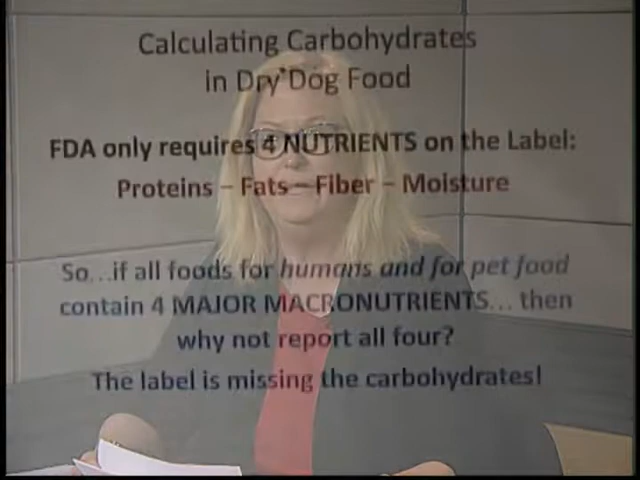 Calculating Carbohydrates
in Dry Dog Food
FDA only requires 4 NUTRIENTS on the Label:
Proteins – Fats – Fiber – Moisture
So…if all foods for humans and for pet food
contain 4 MAJOR MACRONUTRIENTS… then
why not report all four?
The label is missing the carbohydrates!